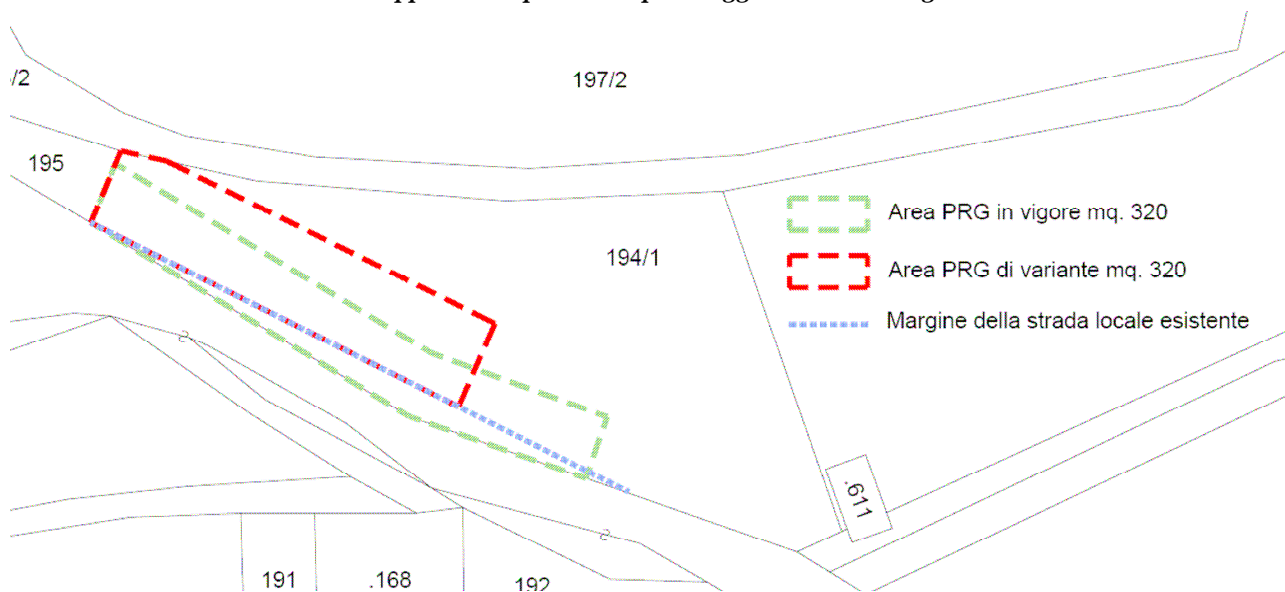 /2
197/2
195
194/1
Area PRG in vigore mq. 320
Area PRG di variante mq. 320
Margine della strada locale esistente
.611
191
.168
192